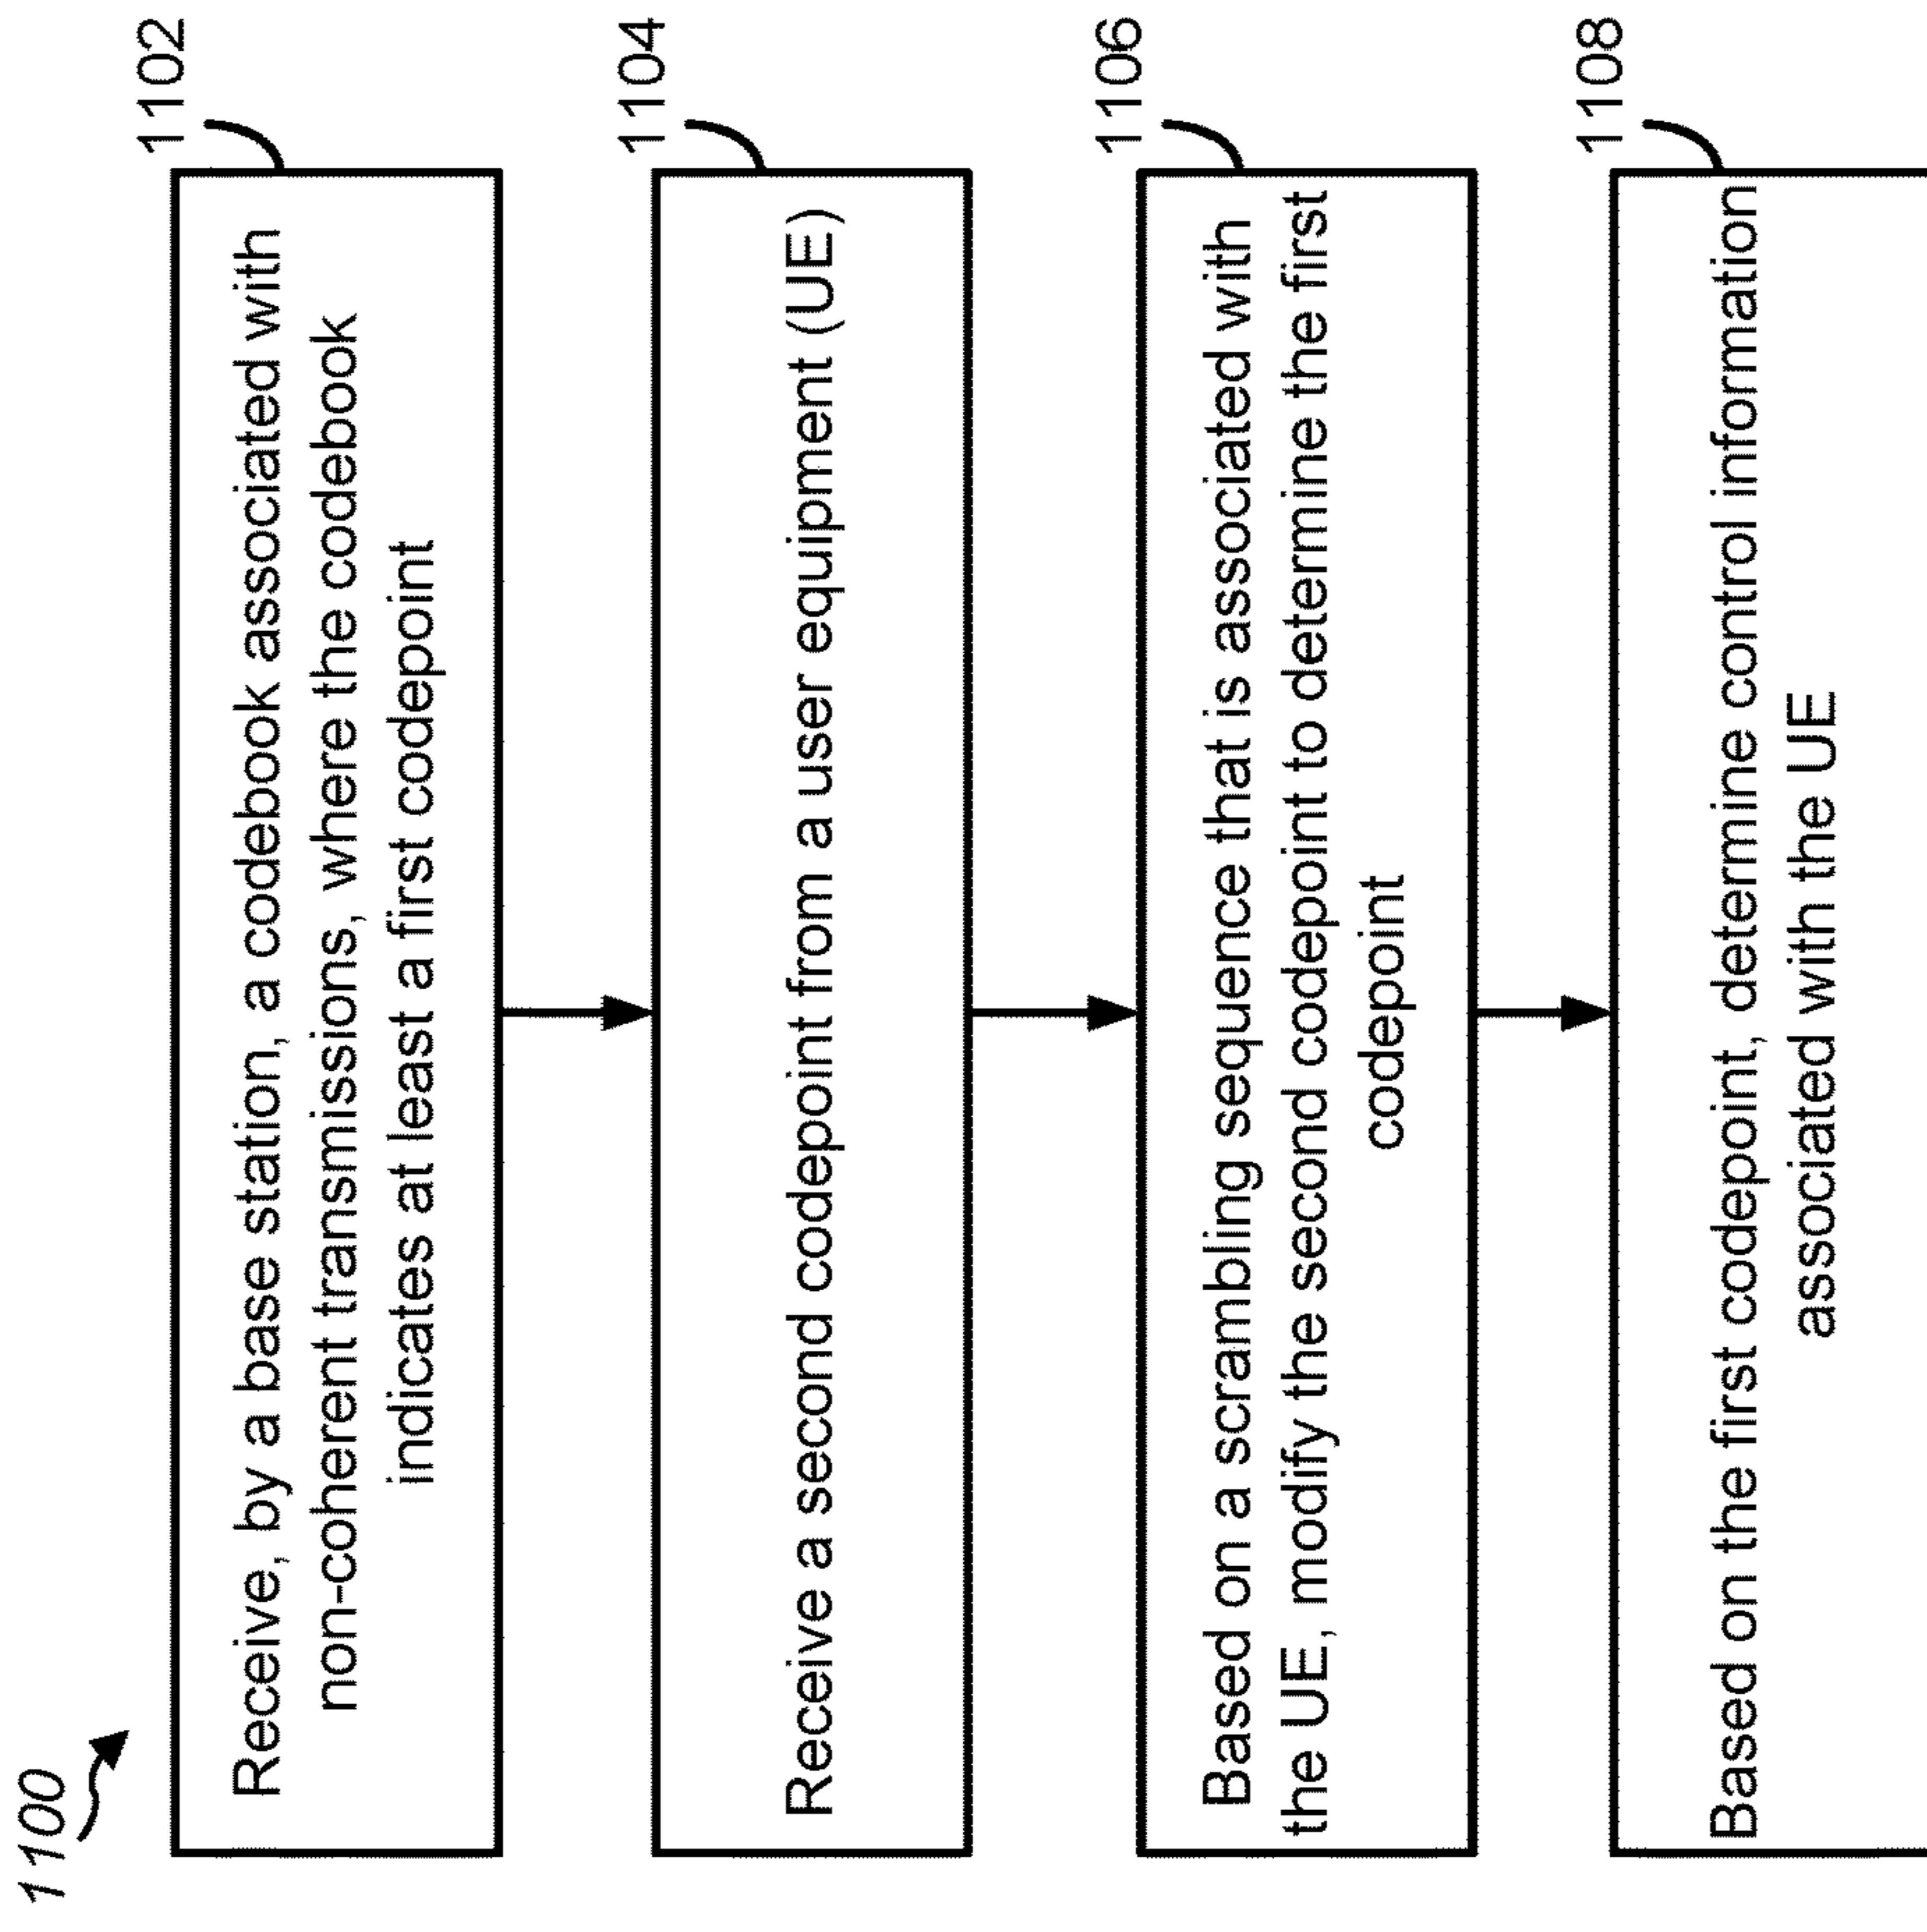 1100
1102
Receive, by a base station, a codebook associated with
non-coherent transmissions, where the codebook
indicates at least a first codepoint
1104
Receive a second codepoint from a user equipment (UE)
1106
Based on a scrambling sequence that is associated with
the UE, modify the second codepoint to determine the first
codepoint
1108
Based on the first codepoint, determine control information
associated with the UE